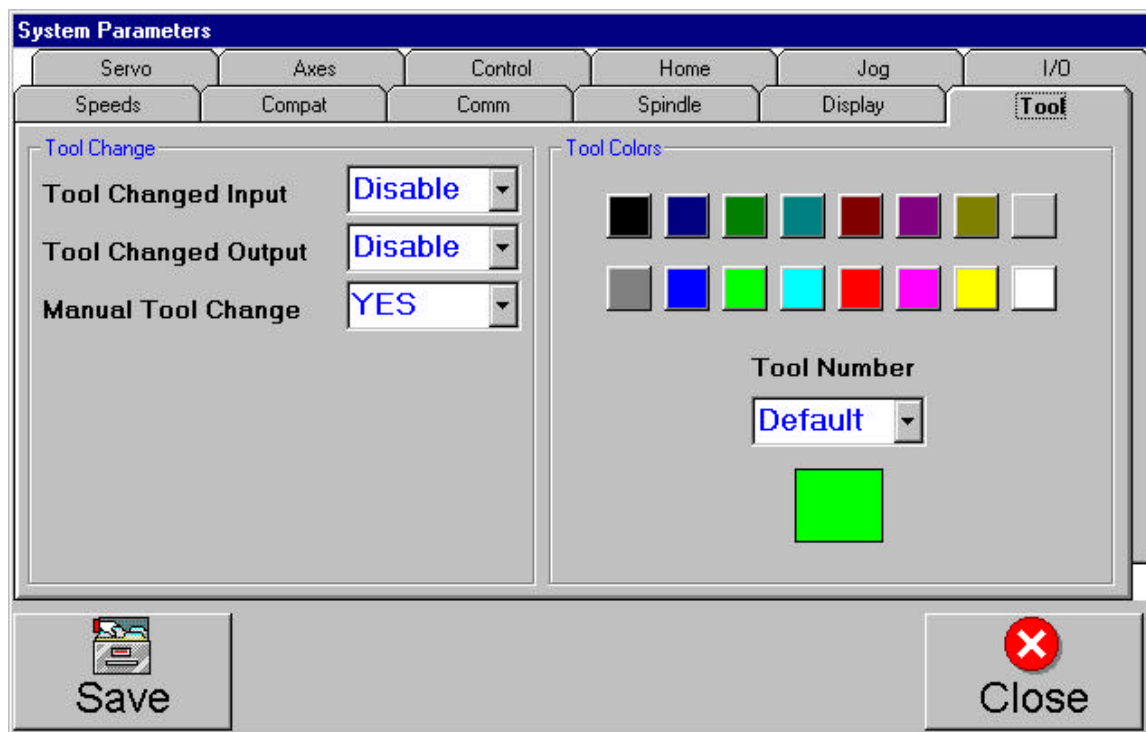 System Parameters
Servo Axes Control Home Jog I/O
Speeds Compat Comm Spindle Display Tool
Tool Change
Tool Changed Input Disable
Tool Changed Output Disable
Manual Tool Change YES
Tool Colors
Tool Number
Default
Save
Close